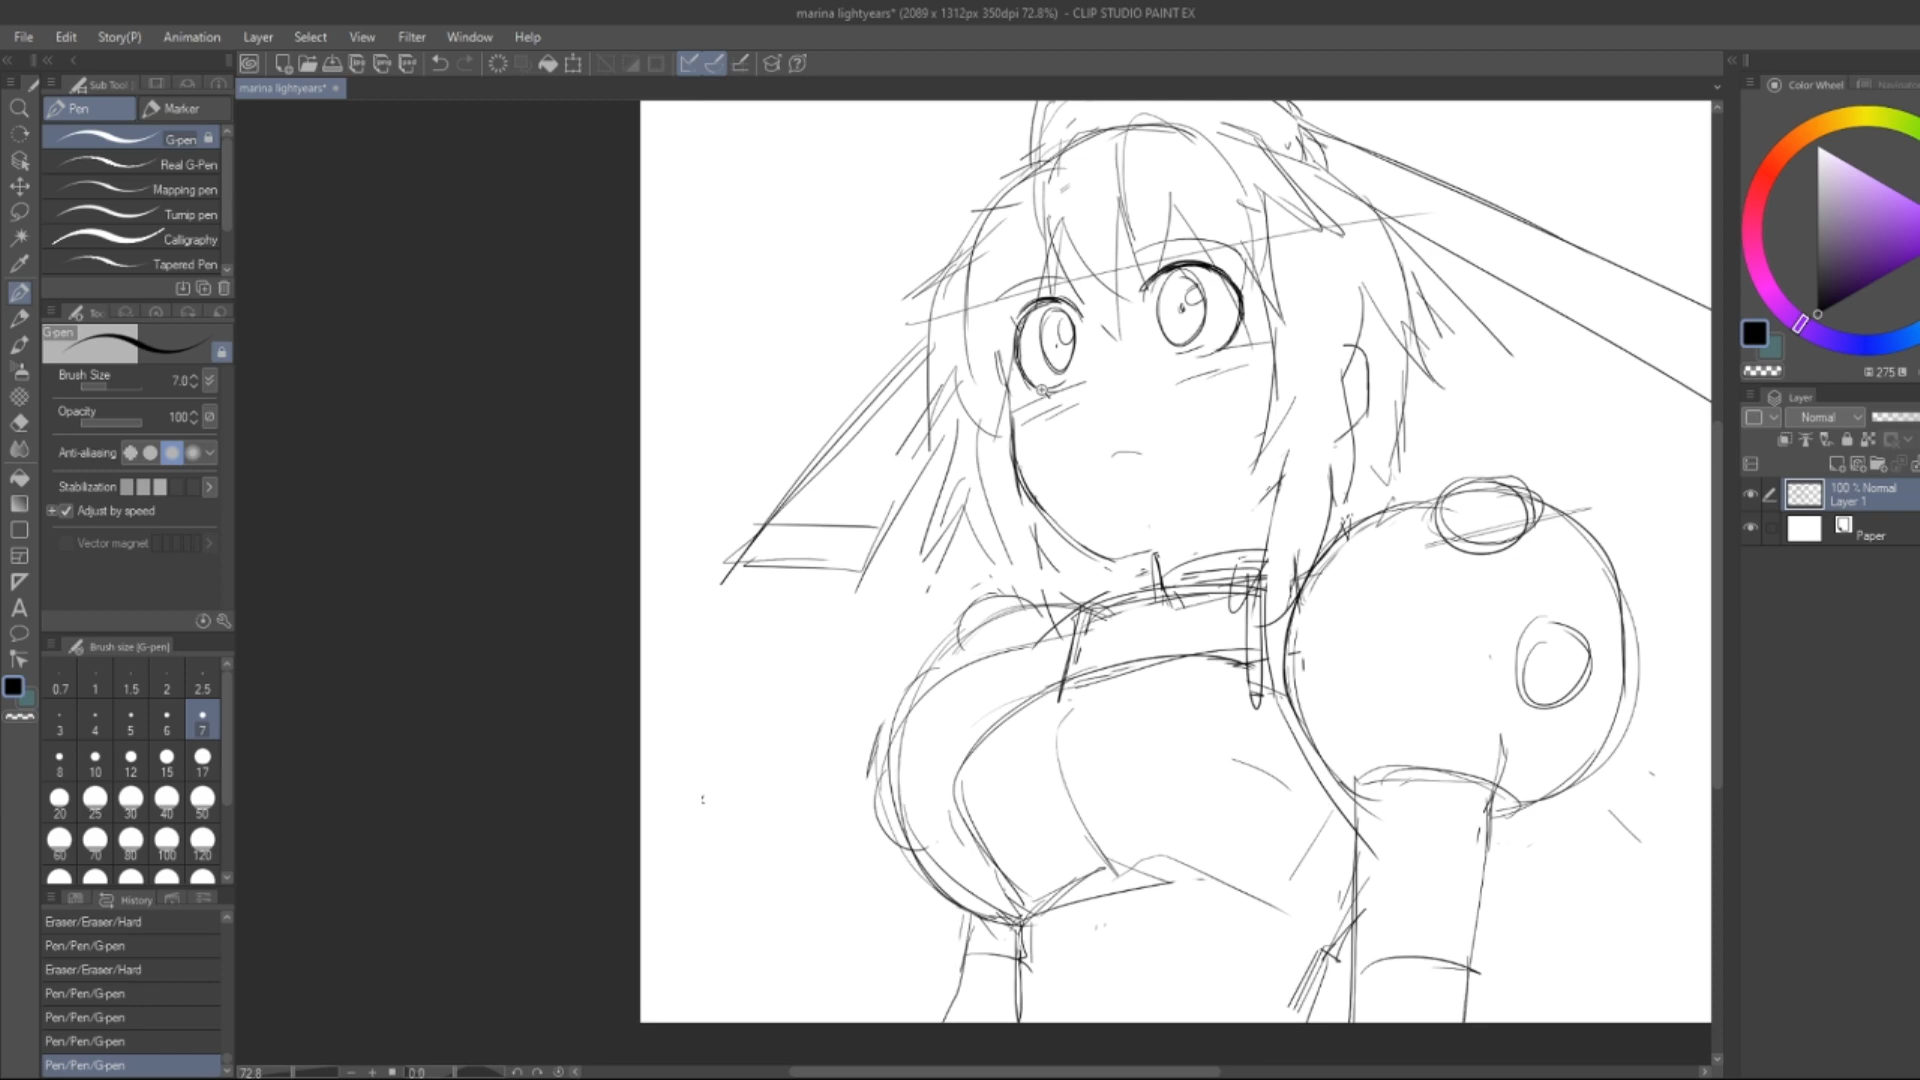 marina lightyears* (2089 x 1312px 350dpi 72.8%) - CLIP STUDIO PAINT EX
File Edit Story(P) Animation Layer Select View Filter Window Help
Sub Tool
marina lightyears*
Pen Marker
G-pen
Real G-Pen
Mapping pen
Turnip pen
Calligraphy
Tapered Pen
G-pen
Brush Size 7.0
Opacity 100
Anti-aliasing
Stabilization
Adjust by speed
Vector magnet
Brush size [G-pen]
0.7 1 1.5 2 2.5
3 4 5 6 7
8 10 12 15 17
20 25 30 40 50
60 70 80 100 120
History
Eraser/Eraser/Hard
Pen/Pen/G-pen
Eraser/Eraser/Hard
Pen/Pen/G-pen
Pen/Pen/G-pen
Pen/Pen/G-pen
Pen/Pen/G-pen
72.8 0.0
Color Wheel Navigator
275
Layer
Normal
100 % Normal
Layer 1
Paper
A